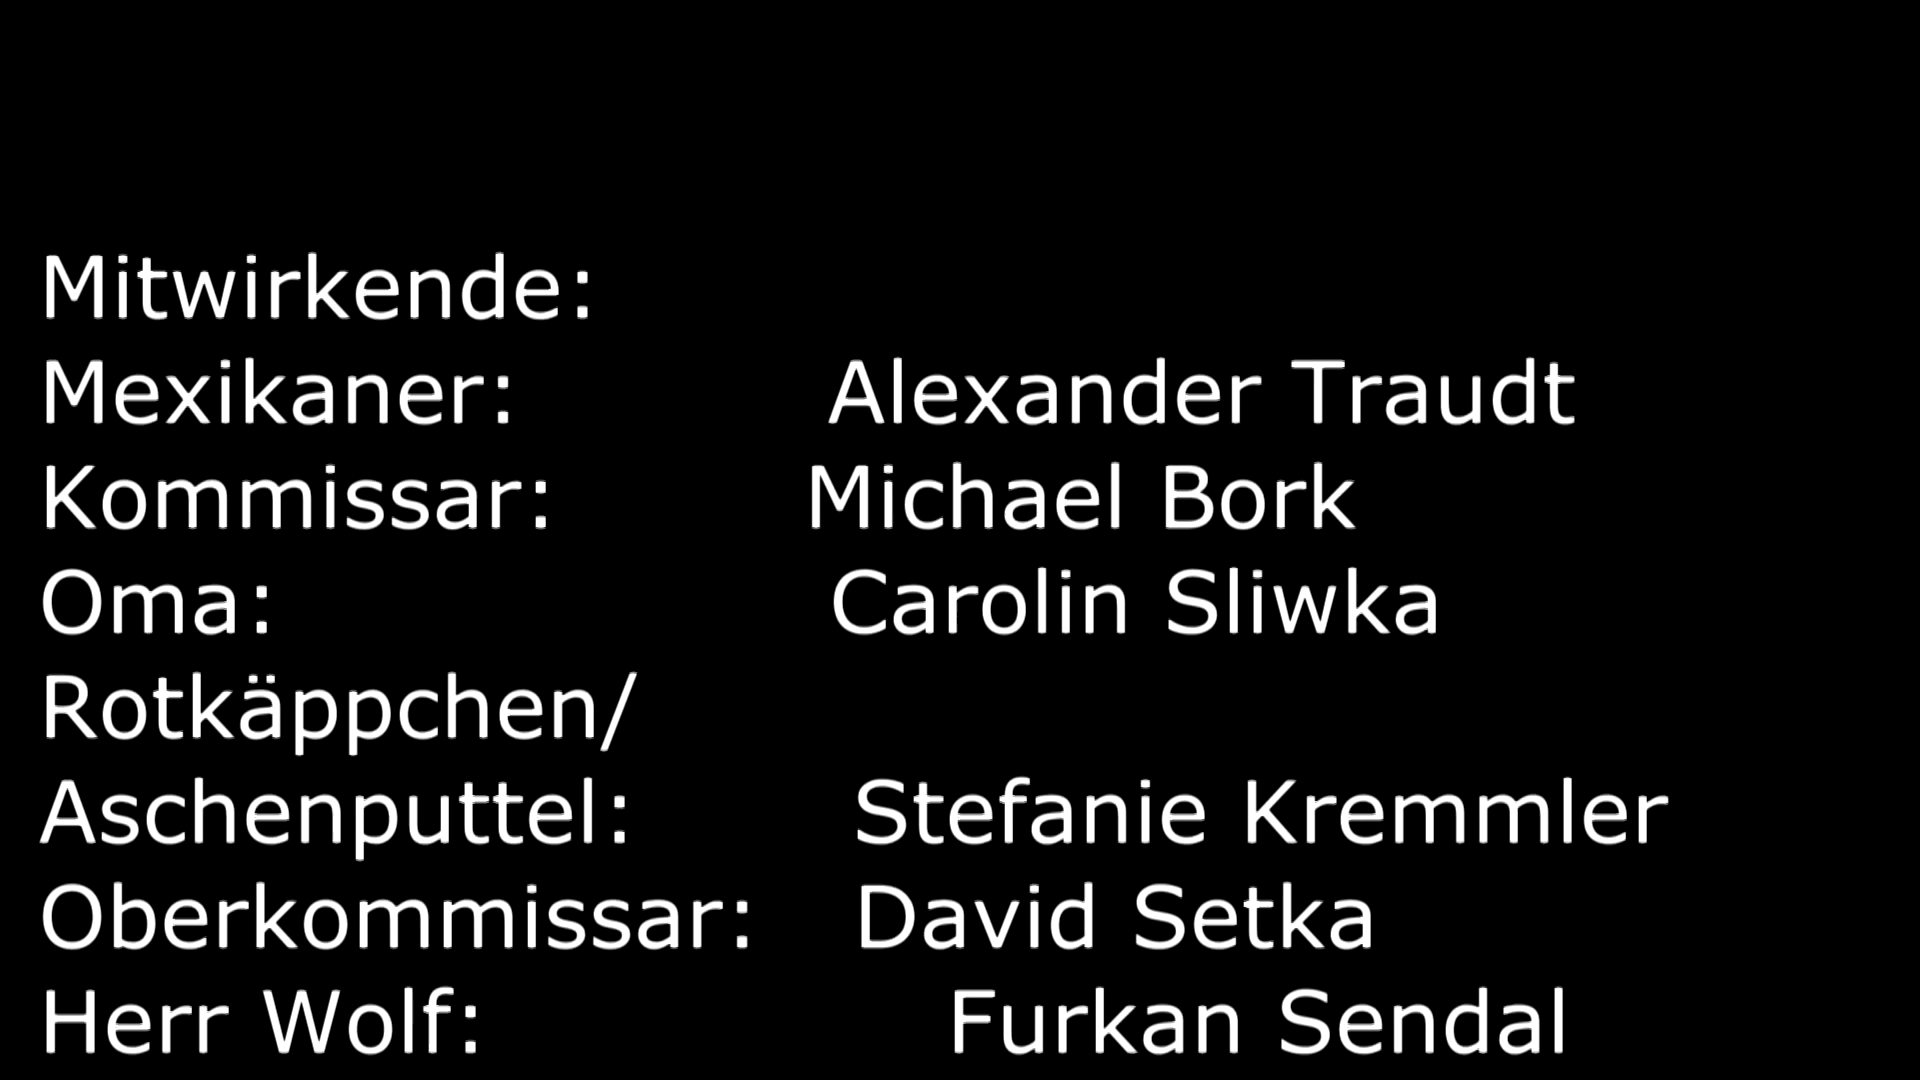 Mitwirkende:
Mexikaner: Alexander Traudt
Kommissar: Michael Bork
Oma: Carolin Sliwka
Rotkäppchen/
Aschenputtel: Stefanie Kremmler
Oberkommissar: David Setka
Herr Wolf: Furkan Sendal